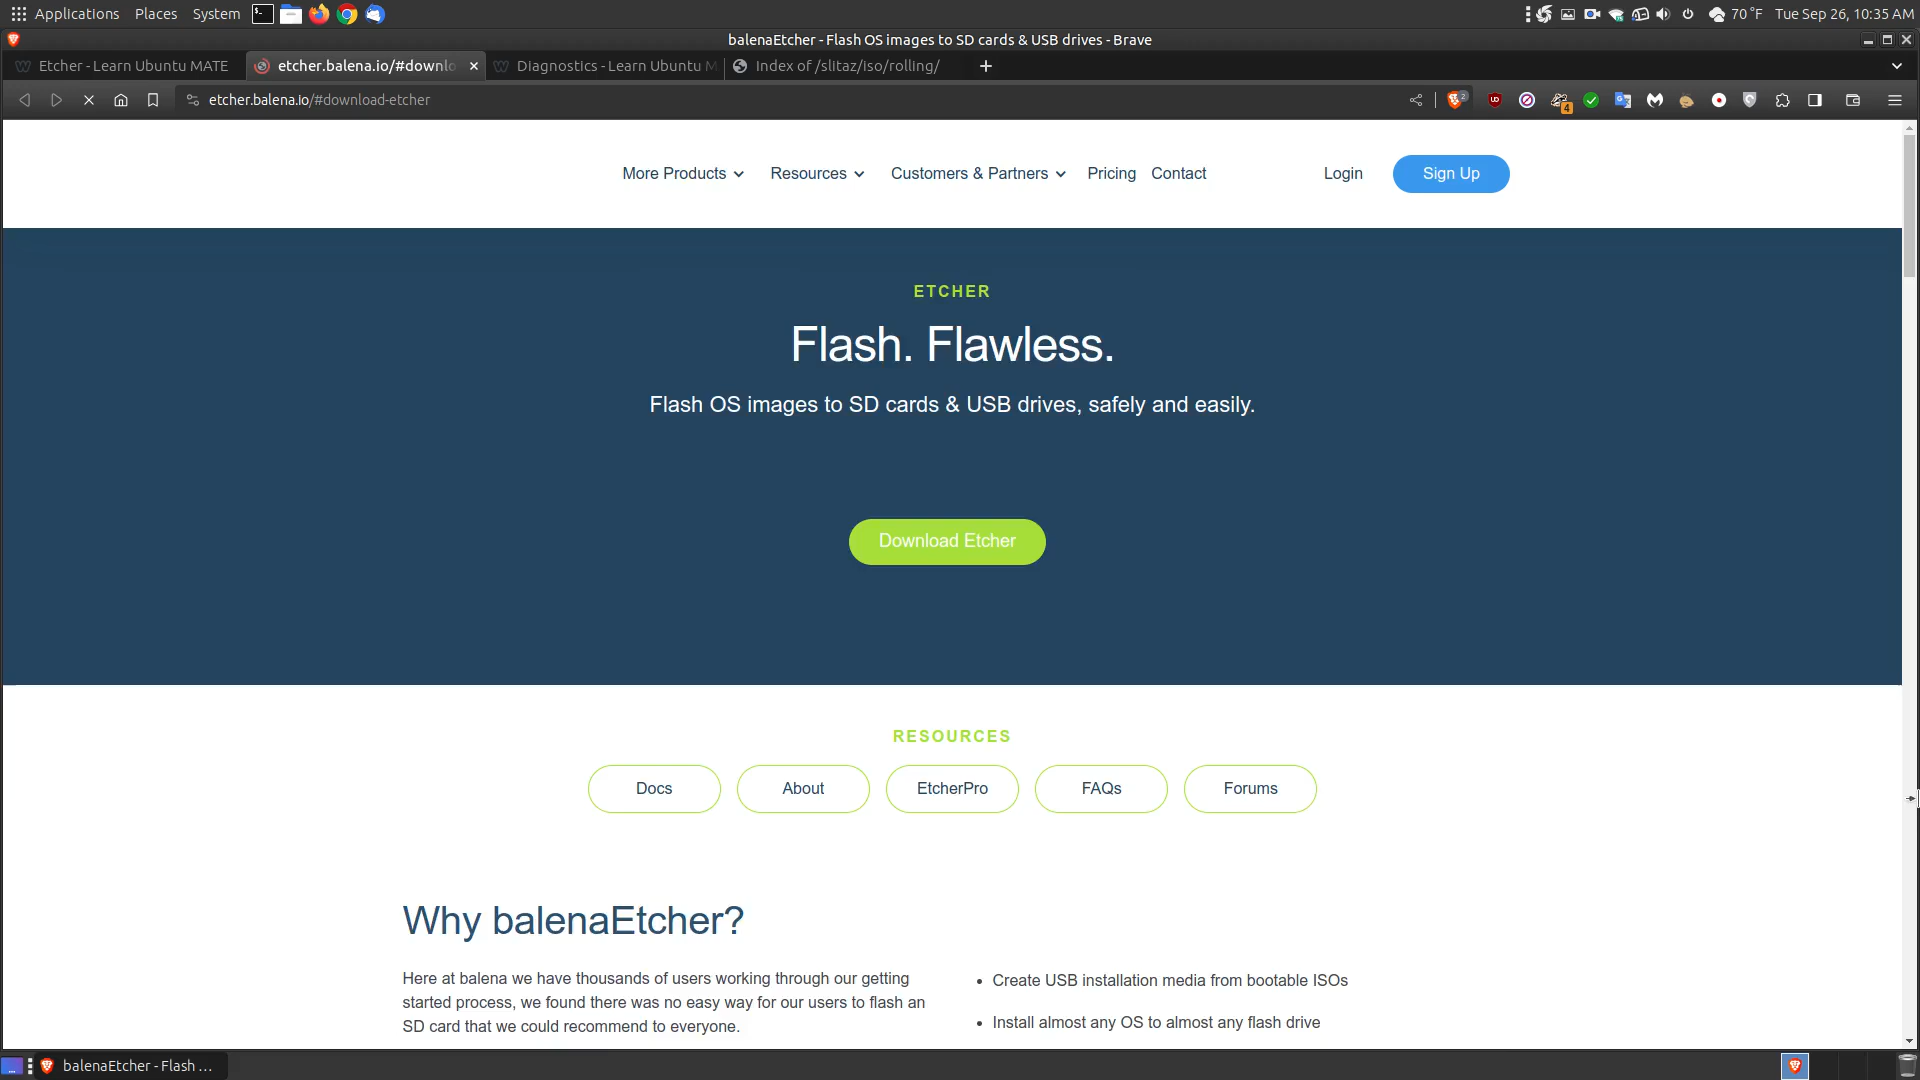 Applications Places System 70 °F Tue Sep 26, 10:35 AM
balenaEtcher - Flash OS images to SD cards & USB drives - Brave
Etcher - Learn Ubuntu MATE
etcher.balena.io/#downlo
Diagnostics - Learn Ubuntu M
Index of /slitaz/iso/rolling/
etcher.balena.io/#download-etcher
2
4
More Products Resources Customers & Partners Pricing Contact Login Sign Up
ETCHER
Flash. Flawless.
Flash OS images to SD cards & USB drives, safely and easily.
Download Etcher
RESOURCES
Docs About EtcherPro FAQs Forums
Why balenaEtcher?
Here at balena we have thousands of users working through our getting
started process, we found there was no easy way for our users to flash an
SD card that we could recommend to everyone.
• Create USB installation media from bootable ISOs
• Install almost any OS to almost any flash drive
balenaEtcher - Flash ...